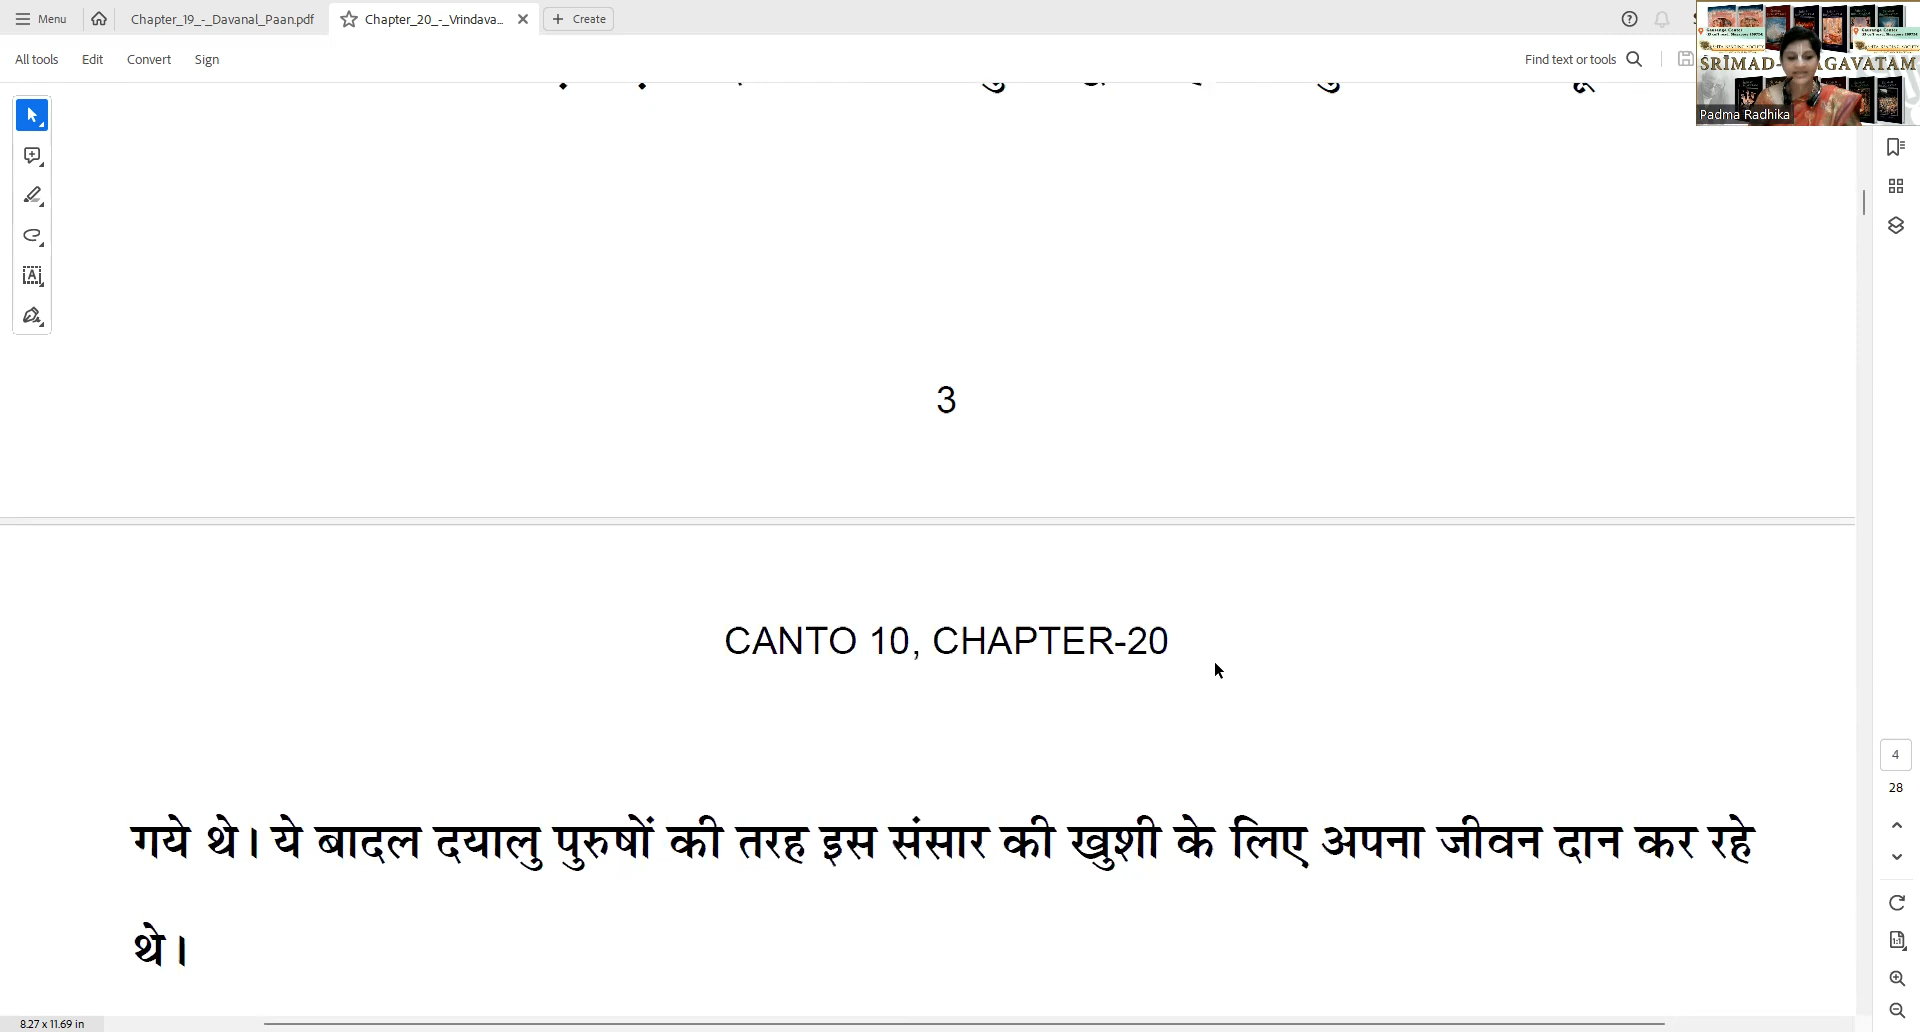 Menu
Chapter_19_-_Davanal_Paan.pdf
Chapter_20_-_Vrindava...
Create
All tools
Edit
Convert
Sign
Find text or tools
ŚRĪMAD-
GAVATAM
Padma Radhika
3
CANTO 10, CHAPTER-20
गये थे। ये बादल दयालु पुरुषों की तरह इस संसार की खुशी के लिए अपना जीवन दान कर रहे
थे।
4
28
8.27 x 11.69 in